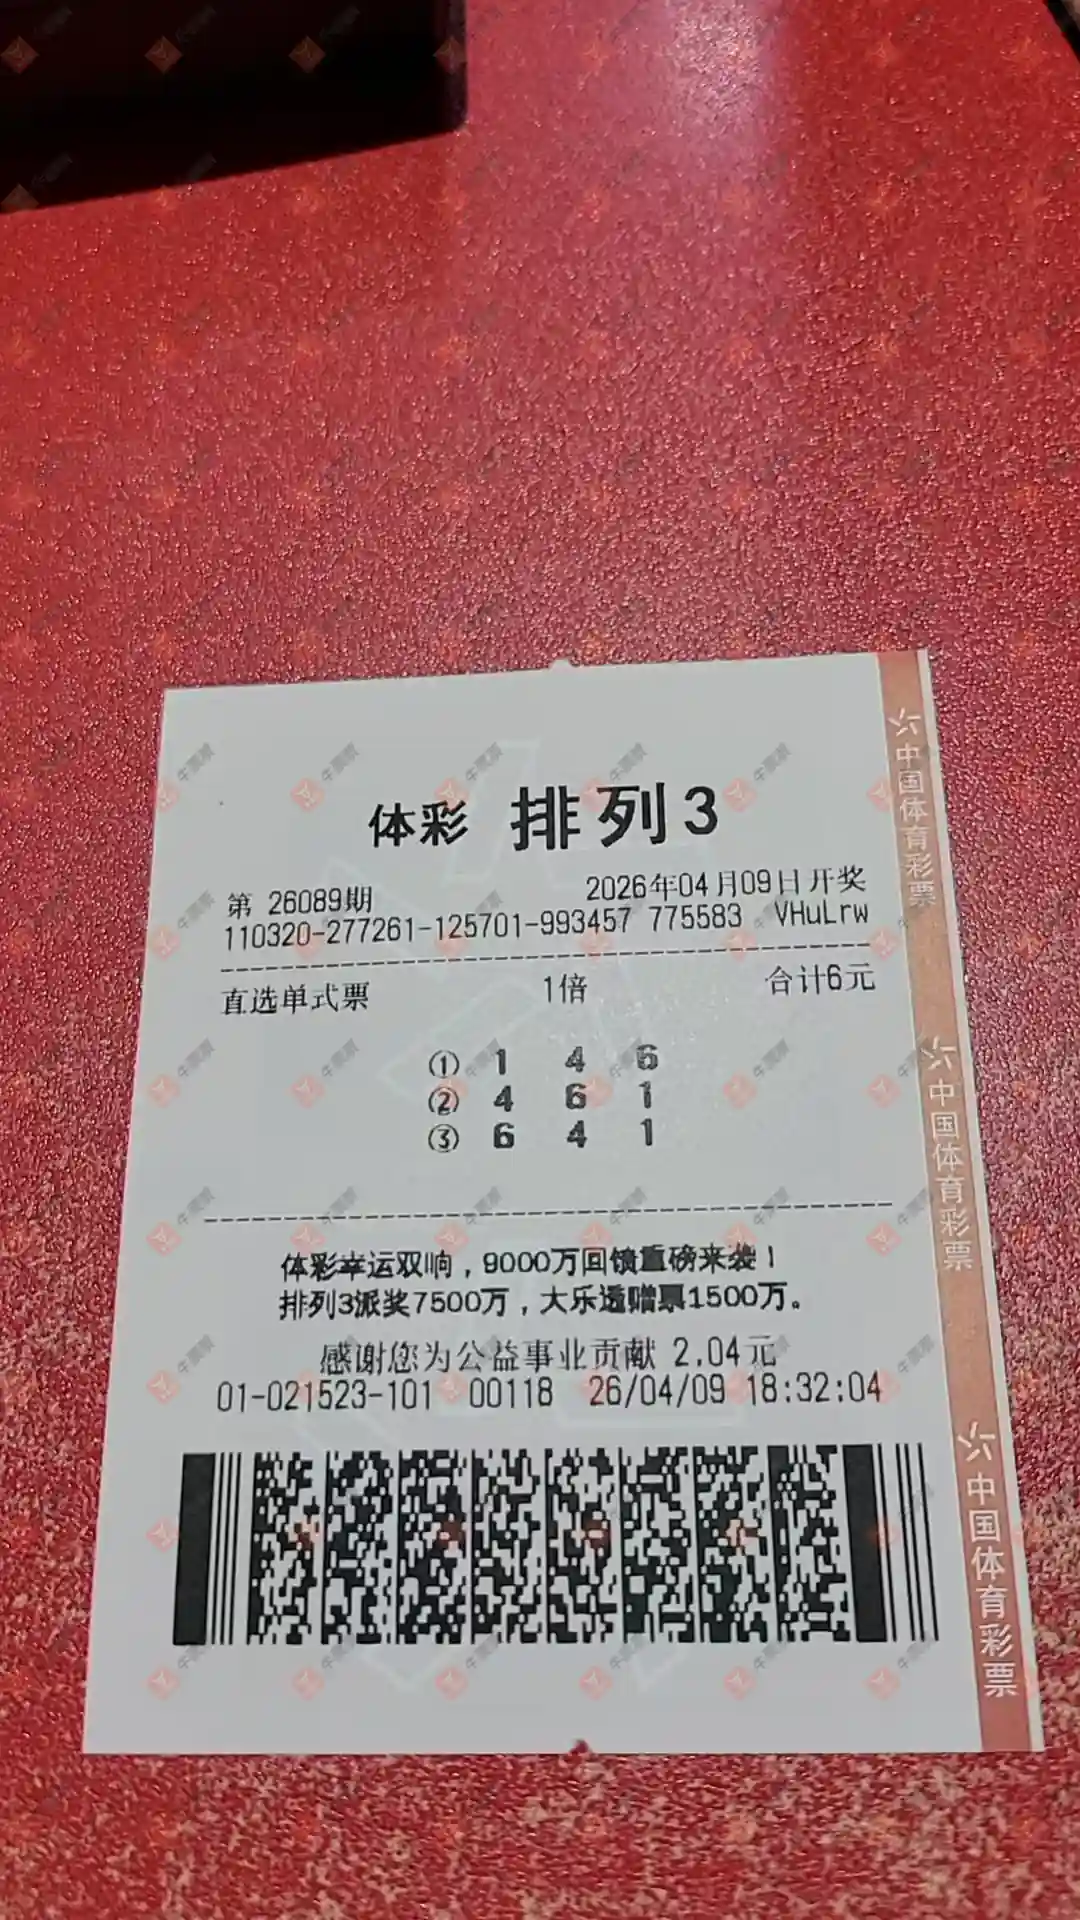 体彩 排列3
第 26089期 2026年04月09日开奖
110320-277261-125701-993457 775583 VHuLrw
直选单式票 1倍 合计6元
① 1 4 6
② 4 6 1
③ 6 4 1
体彩幸运双响，9000万回馈重磅来袭！
排列3派奖7500万，大乐透赠票1500万。
感谢您为公益事业贡献 2.04元
01-021523-101 00118 26/04/09 18:32:04
中国体育彩票
中国体育彩票
中国体育彩票